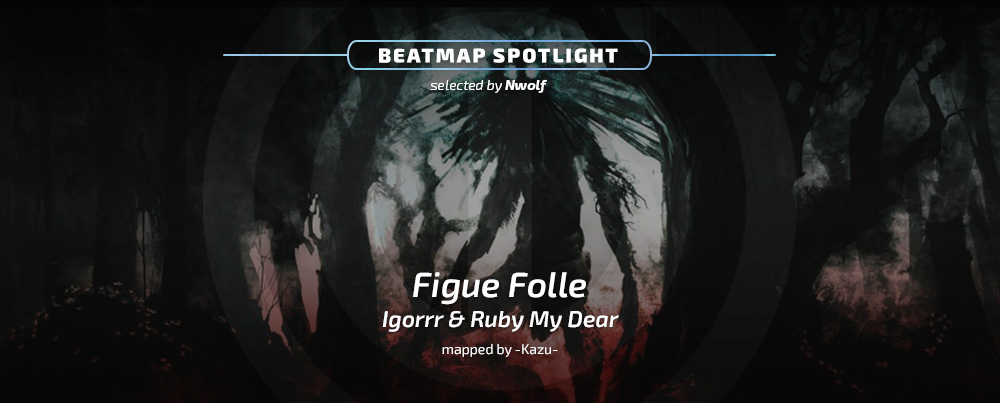 BEATMAP SPOTLIGHT
selected by Nwolf
Figue Folle
Igorrr & Ruby My Dear
mapped by -Kazu-